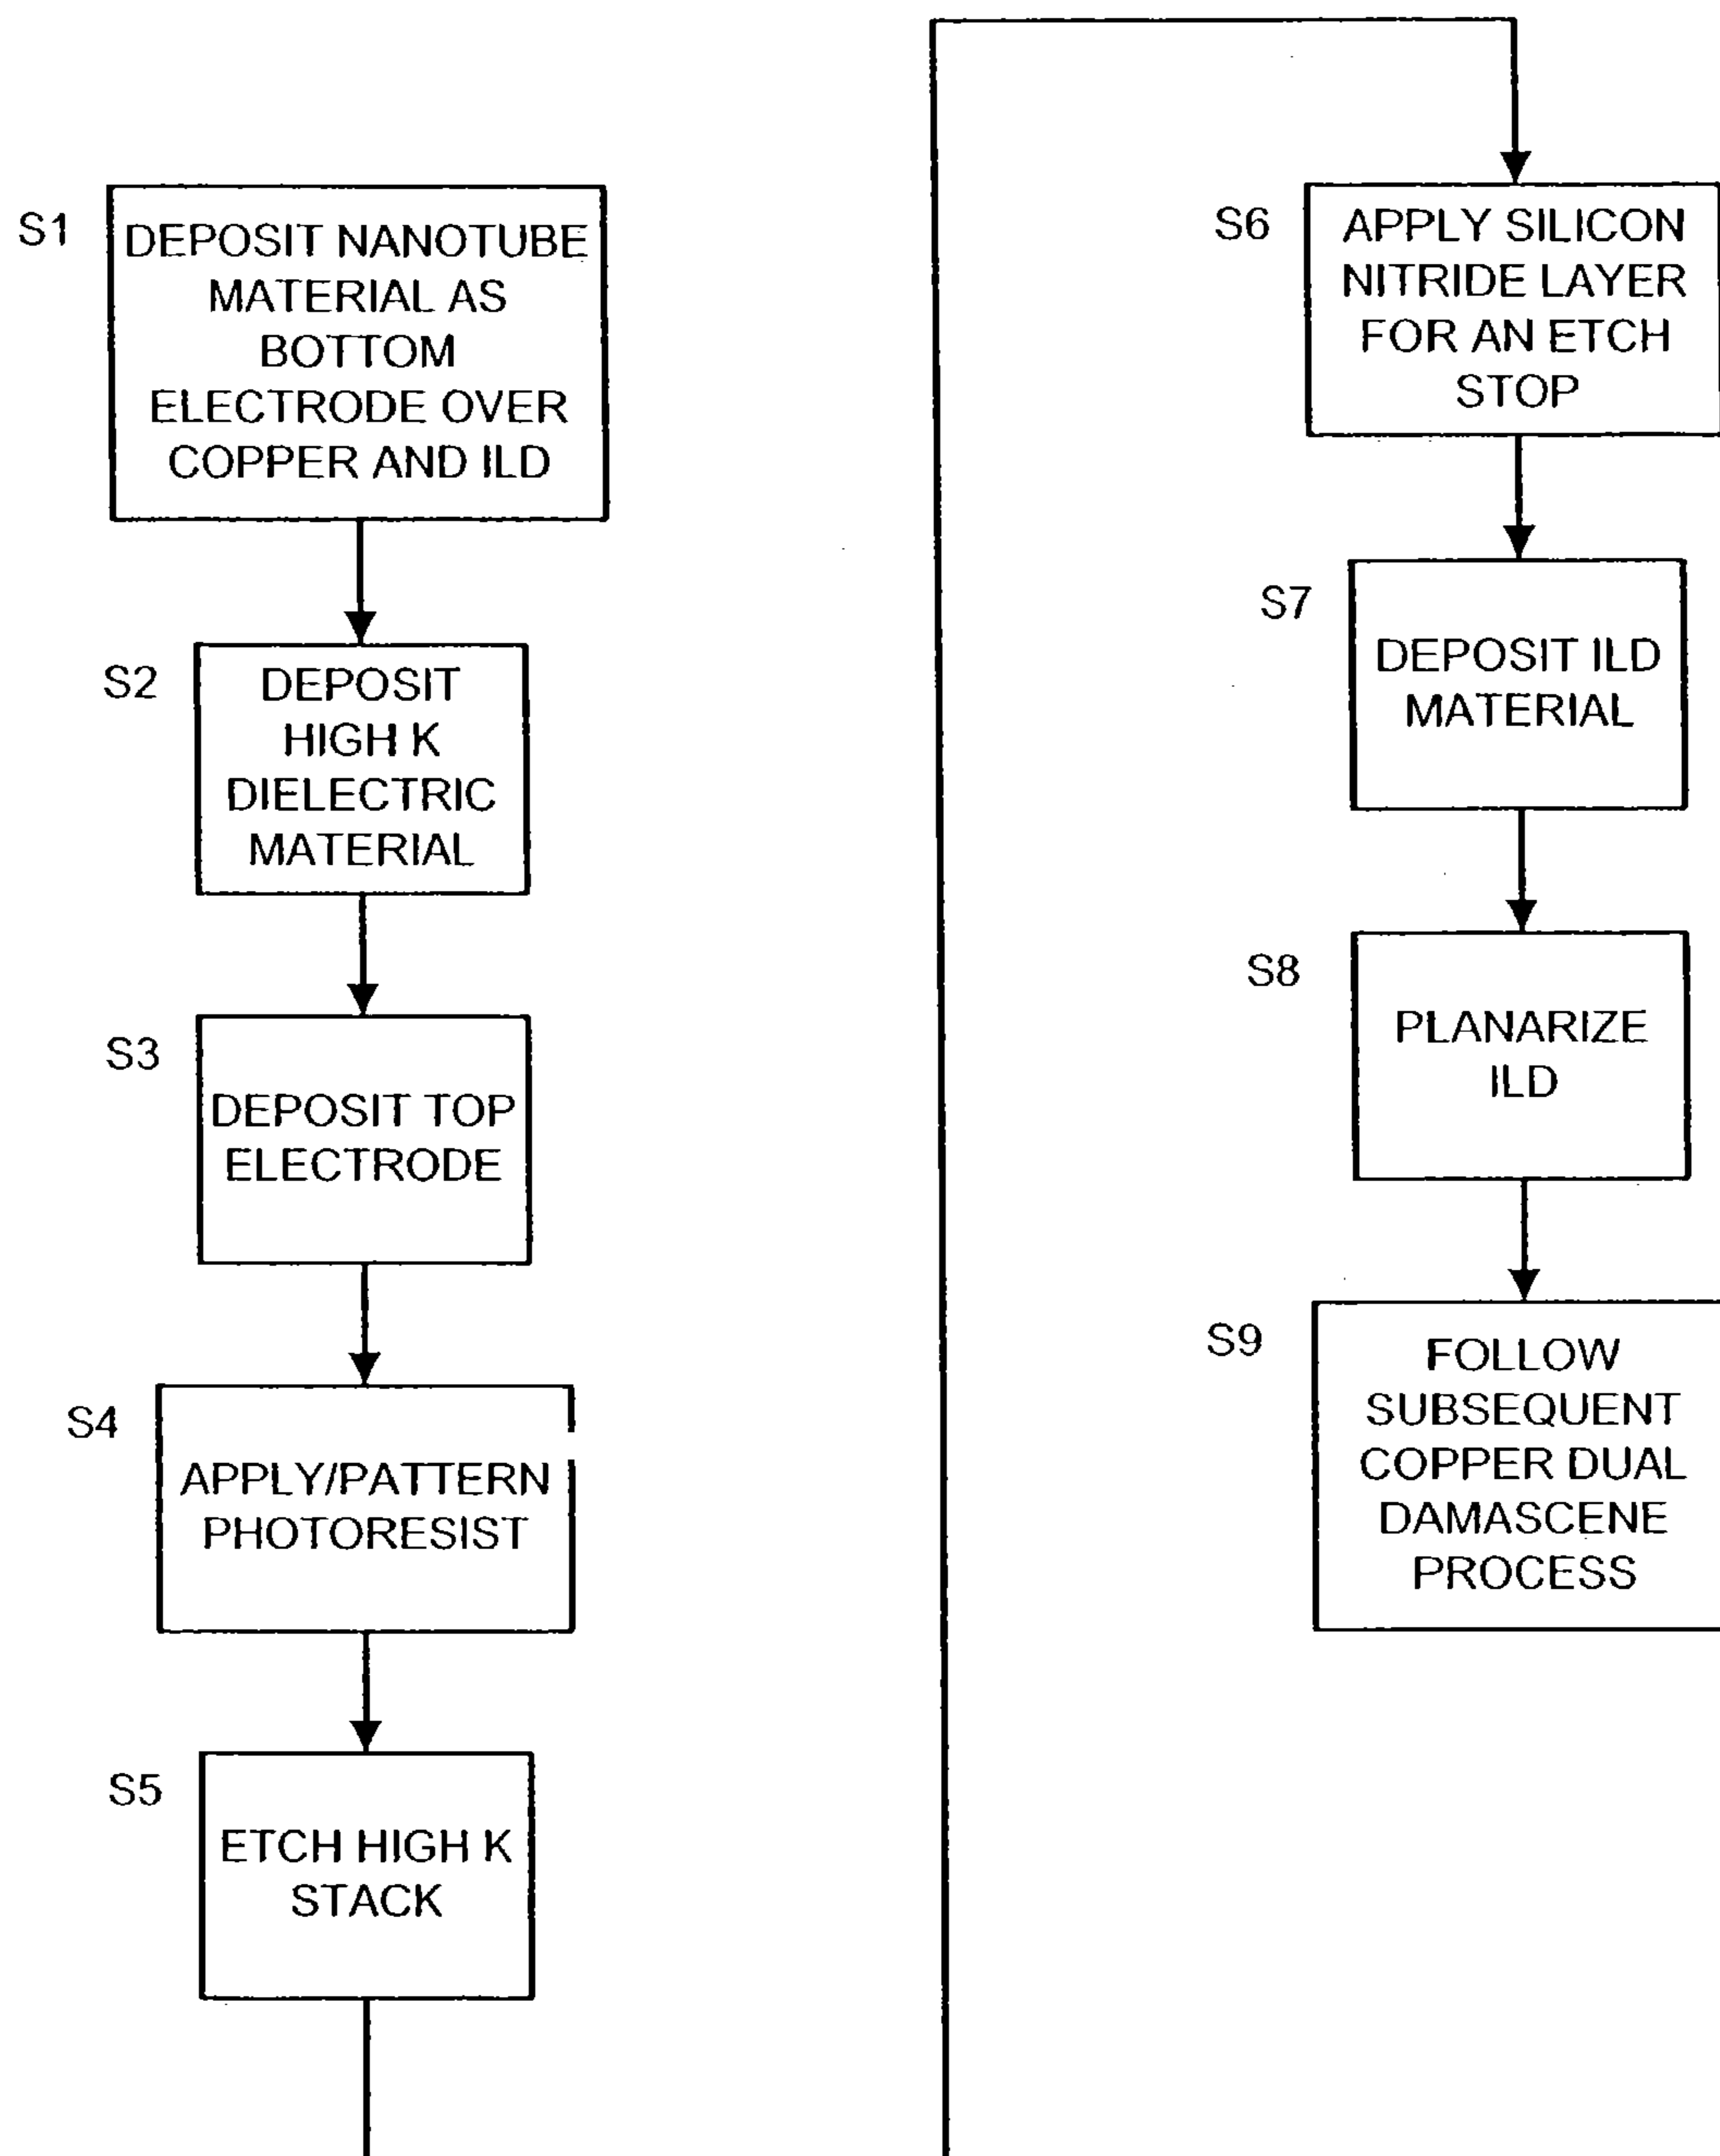 S1
DEPOSIT NANOTUBE
MATERIAL AS
BOTTOM
ELECTRODE OVER
COPPER AND ILD
S2
DEPOSIT
HIGH K
DIELECTRIC
MATERIAL
S3
DEPOSIT TOP
ELECTRODE
S4
APPLY/PATTERN
PHOTORESIST
S5
ETCH HIGH K
STACK
S6
APPLY SILICON
NITRIDE LAYER
FOR AN ETCH
STOP
S7
DEPOSIT ILD
MATERIAL
S8
PLANARIZE
ILD
S9
FOLLOW
SUBSEQUENT
COPPER DUAL
DAMASCENE
PROCESS